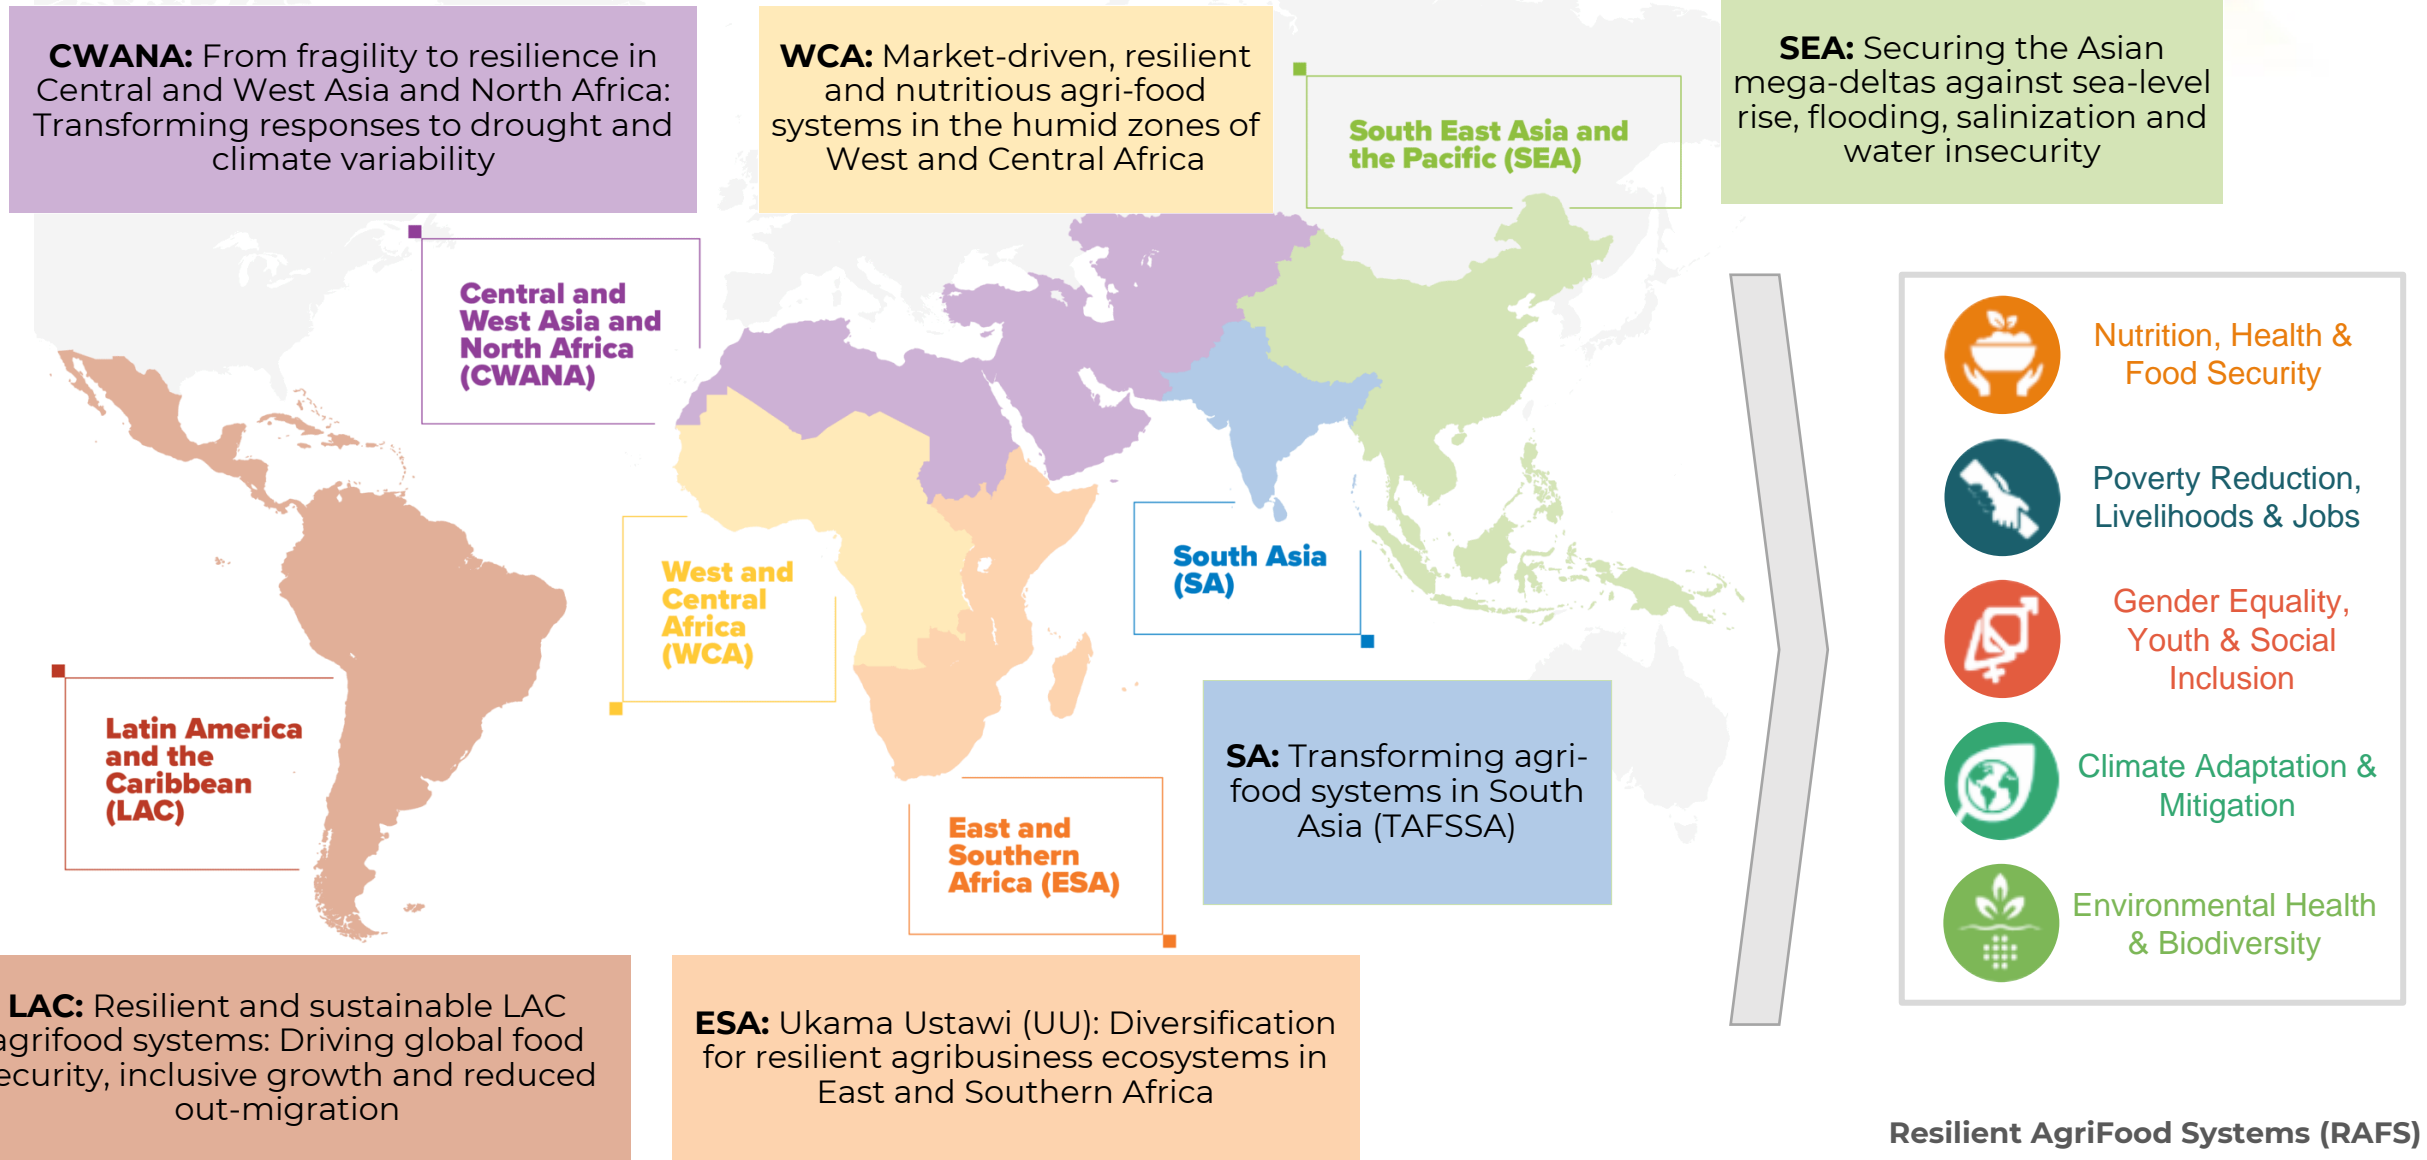 CWANA: From fragility to resilience in
Central and West Asia and North Africa:
Transforming responses to drought and
climate variability
WCA: Market-driven, resilient
and nutritious agri-food
systems in the humid zones of
West and Central Africa
South East Asia and
the Pacific (SEA)
SEA: Securing the Asian
mega-deltas against sea-level
rise, flooding, salinization and
water insecurity
Central and
West Asia and
North Africa
(CWANA)
West and
Central
Africa
(WCA)
South Asia
(SA)
Latin America
and the
Caribbean
(LAC)
East and
Southern
Africa (ESA)
SA: Transforming agri-
food systems in South
Asia (TAFSSA)
Nutrition, Health &
Food Security
Poverty Reduction,
Livelihoods & Jobs
Gender Equality,
Youth & Social
Inclusion
Climate Adaptation &
Mitigation
Environmental Health
& Biodiversity
LAC: Resilient and sustainable LAC
agrifood systems: Driving global food
ecurity, inclusive growth and reduced
out-migration
ESA: Ukama Ustawi (UU): Diversification
for resilient agribusiness ecosystems in
East and Southern Africa
Resilient AgriFood Systems (RAFS)